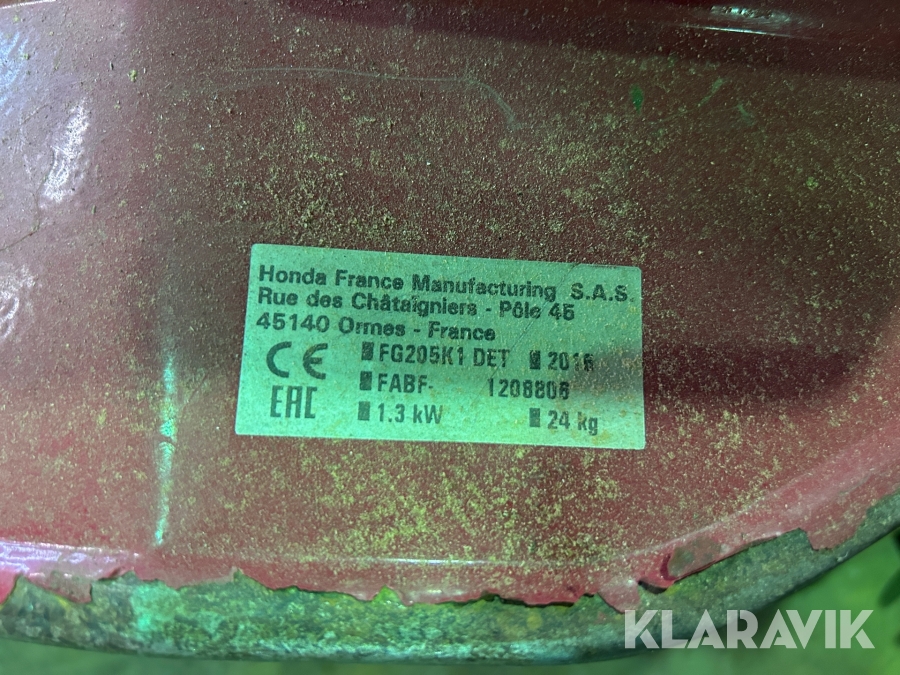 Honda France Manufacturing S.A.S.
Rue des Châtaigniers - Pôle 45
45140 Ormes - France
CE FG205K1 DET
FABF- 1208806
EAC 1.3 kW 24 kg
KLARAVIK